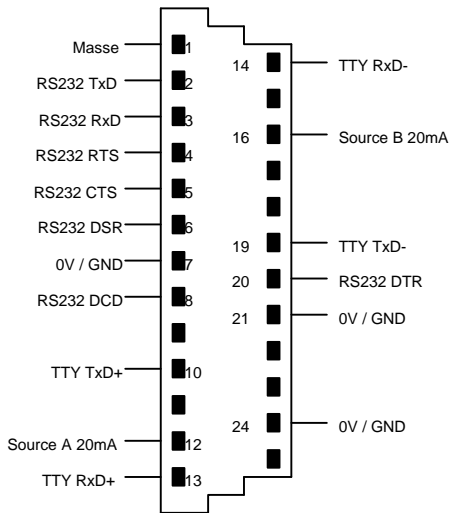 Masse 1
RS232 TxD 2
RS232 RxD 3
RS232 RTS 4
RS232 CTS 5
RS232 DSR 6
0V / GND 7
RS232 DCD 8
TTY TxD+ 10
Source A 20mA 12
TTY RxD+ 13
14 TTY RxD-
16 Source B 20mA
19 TTY TxD-
20 RS232 DTR
21 0V / GND
24 0V / GND